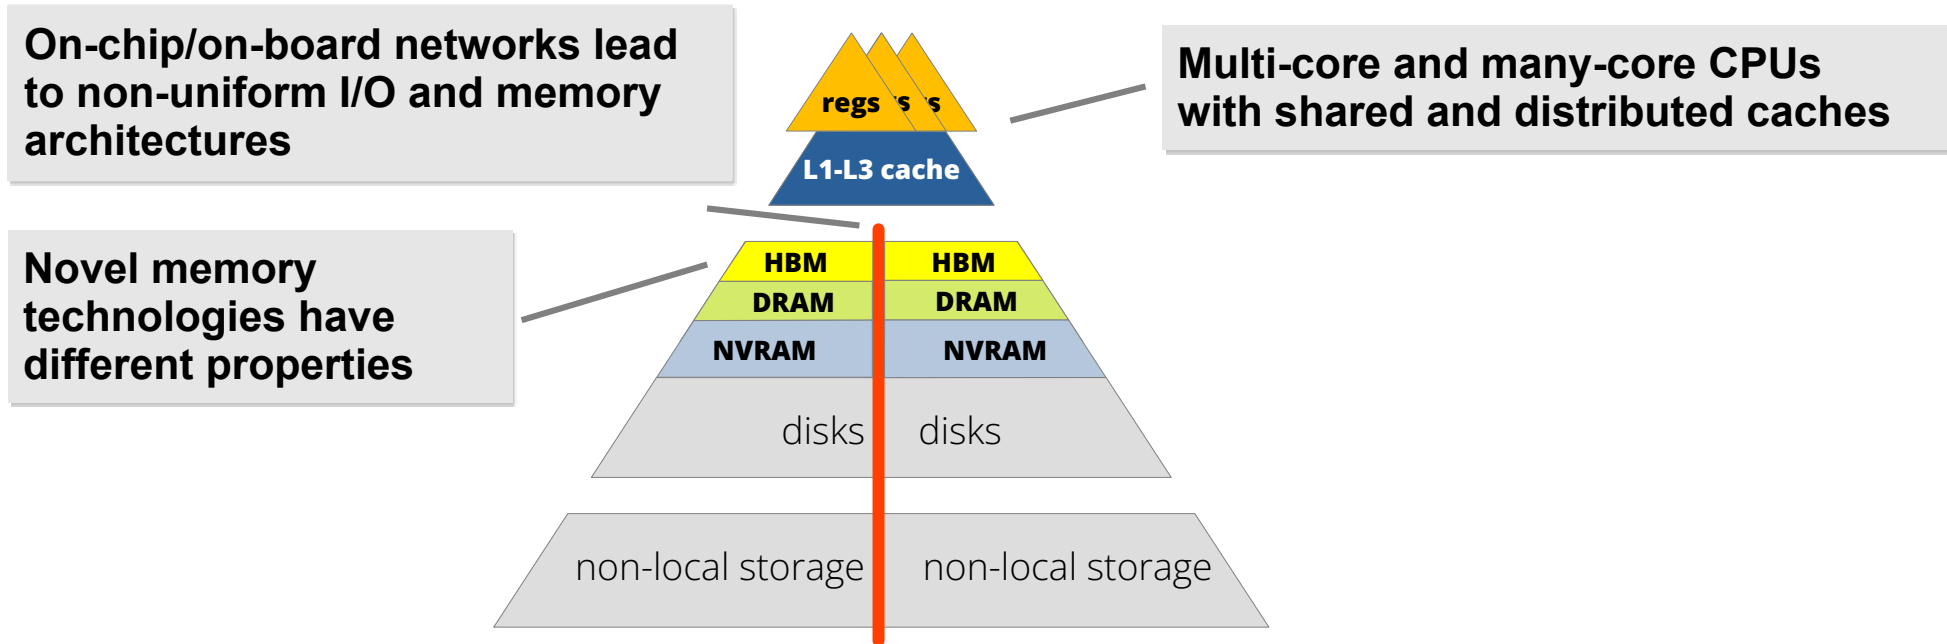 On-chip/on-board networks lead
to non-uniform I/O and memory
architectures
Multi-core and many-core CPUs
with shared and distributed caches
Novel memory
technologies have
different properties
regs s s
L1-L3 cache
HBM HBM
DRAM DRAM
NVRAM NVRAM
disks disks
non-local storage non-local storage